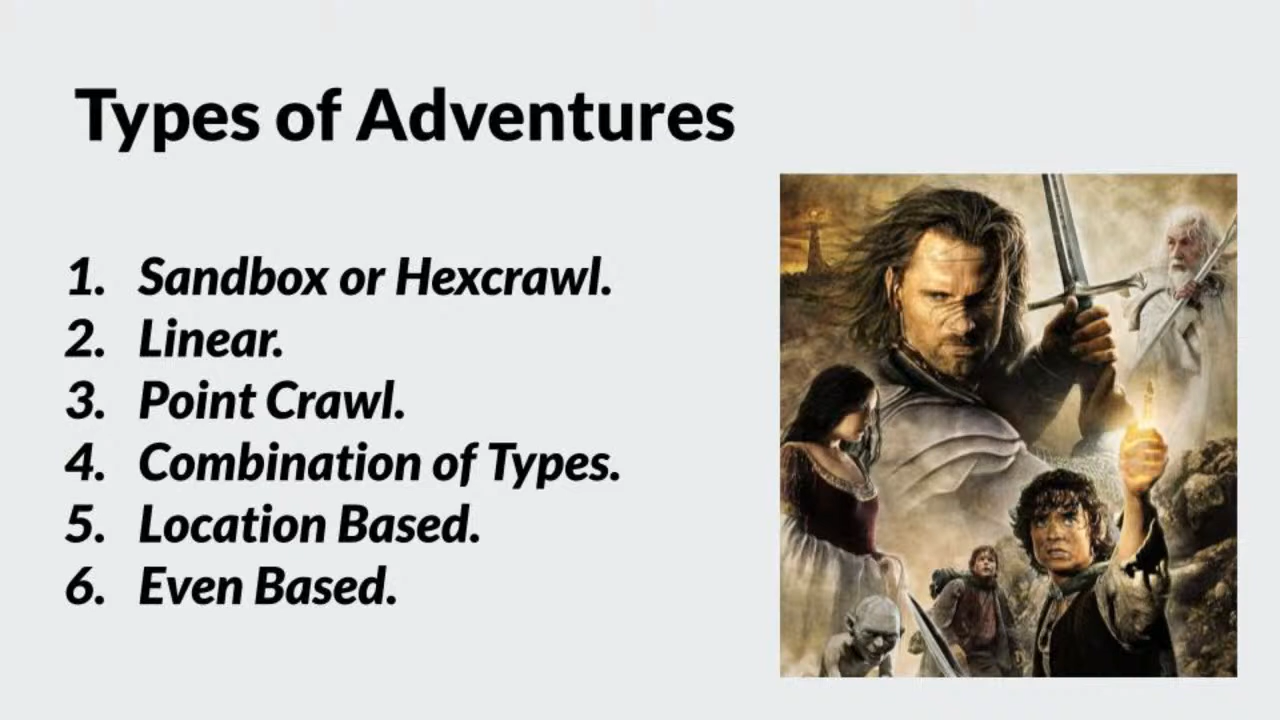 Types of Adventures
1. Sandbox or Hexcrawl.
2. Linear.
3. Point Crawl.
4. Combination of Types.
5. Location Based.
6. Even Based.